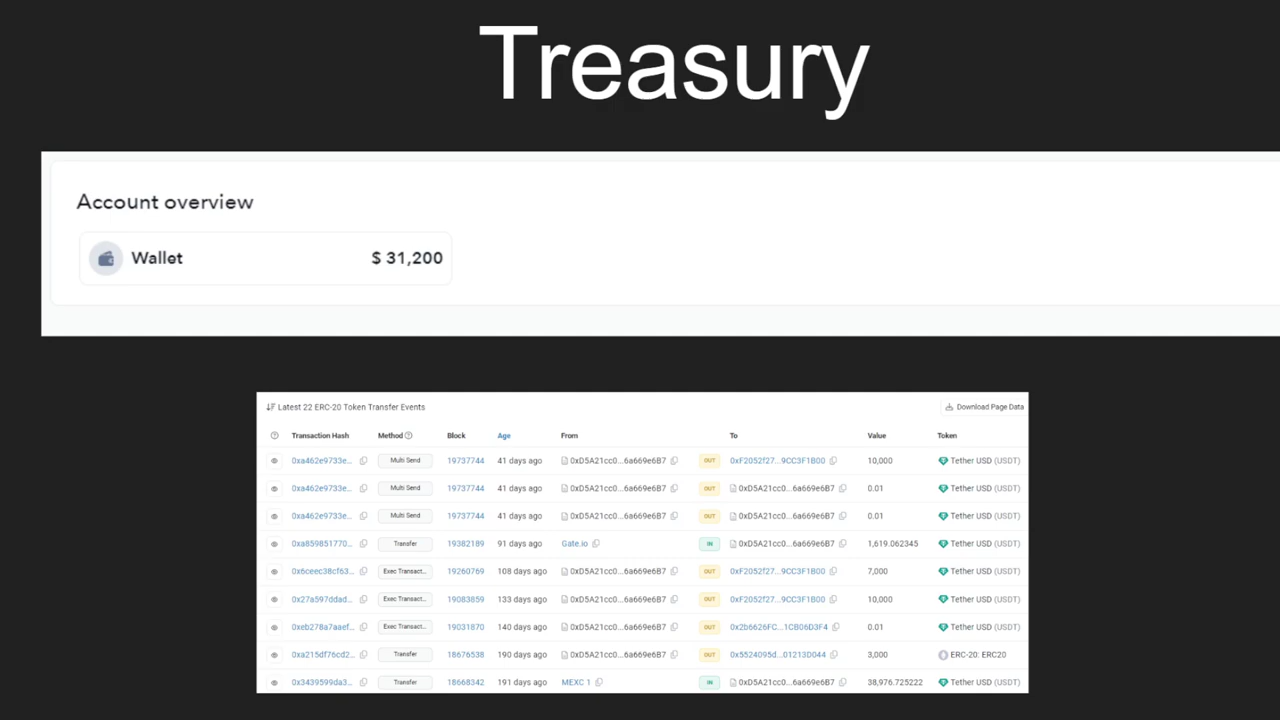 Treasury
Account overview
Wallet $ 31,200
Latest 22 ERC-20 Token Transfer Events Download Page Data
Transaction Hash Method Block Age From To Value Token
0xa462e9733e... Multi Send 19737744 41 days ago 0xD5A21cc0...6a669e6B7 OUT 0xF2052f27...9CC3F1B00 10,000 Tether USD (USDT)
0xa462e9733e... Multi Send 19737744 41 days ago 0xD5A21cc0...6a669e6B7 OUT 0xD5A21cc0...6a669e6B7 0.01 Tether USD (USDT)
0xa462e9733e... Multi Send 19737744 41 days ago 0xD5A21cc0...6a669e6B7 OUT 0xD5A21cc0...6a669e6B7 0.01 Tether USD (USDT)
0xa859851770... Transfer 19382189 91 days ago Gate.io IN 0xD5A21cc0...6a669e6B7 1,619.062345 Tether USD (USDT)
0x6ceec38cf63... Exec Transact... 19260769 108 days ago 0xD5A21cc0...6a669e6B7 OUT 0xF2052f27...9CC3F1B00 7,000 Tether USD (USDT)
0x27a597ddad... Exec Transact... 19083859 133 days ago 0xD5A21cc0...6a669e6B7 OUT 0xF2052f27...9CC3F1B00 10,000 Tether USD (USDT)
0xeb278a7aaef... Exec Transact... 19031870 140 days ago 0xD5A21cc0...6a669e6B7 OUT 0x2b6626FC...1CB06D3F4 0.01 Tether USD (USDT)
0xa215df76cd2... Transfer 18676538 190 days ago 0xD5A21cc0...6a669e6B7 OUT 0x5524095d...01213D044 3,000 ERC-20: ERC20
0x3439599da3... Transfer 18668342 191 days ago MEXC 1 IN 0xD5A21cc0...6a669e6B7 38,976.725222 Tether USD (USDT)